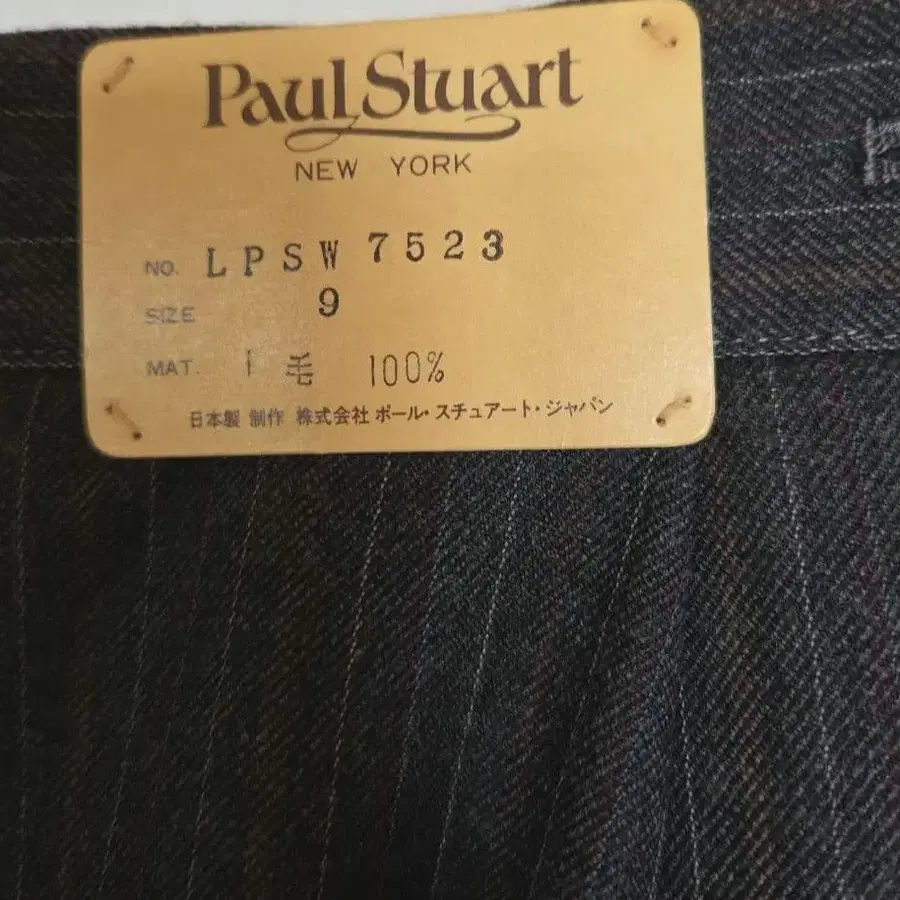 Paul Stuart
NEW YORK
NO. LPSW 7523
SIZE 9
MAT. 毛 100%
日本製 制作 株式会社 ポール・スチュアート・ジャパン